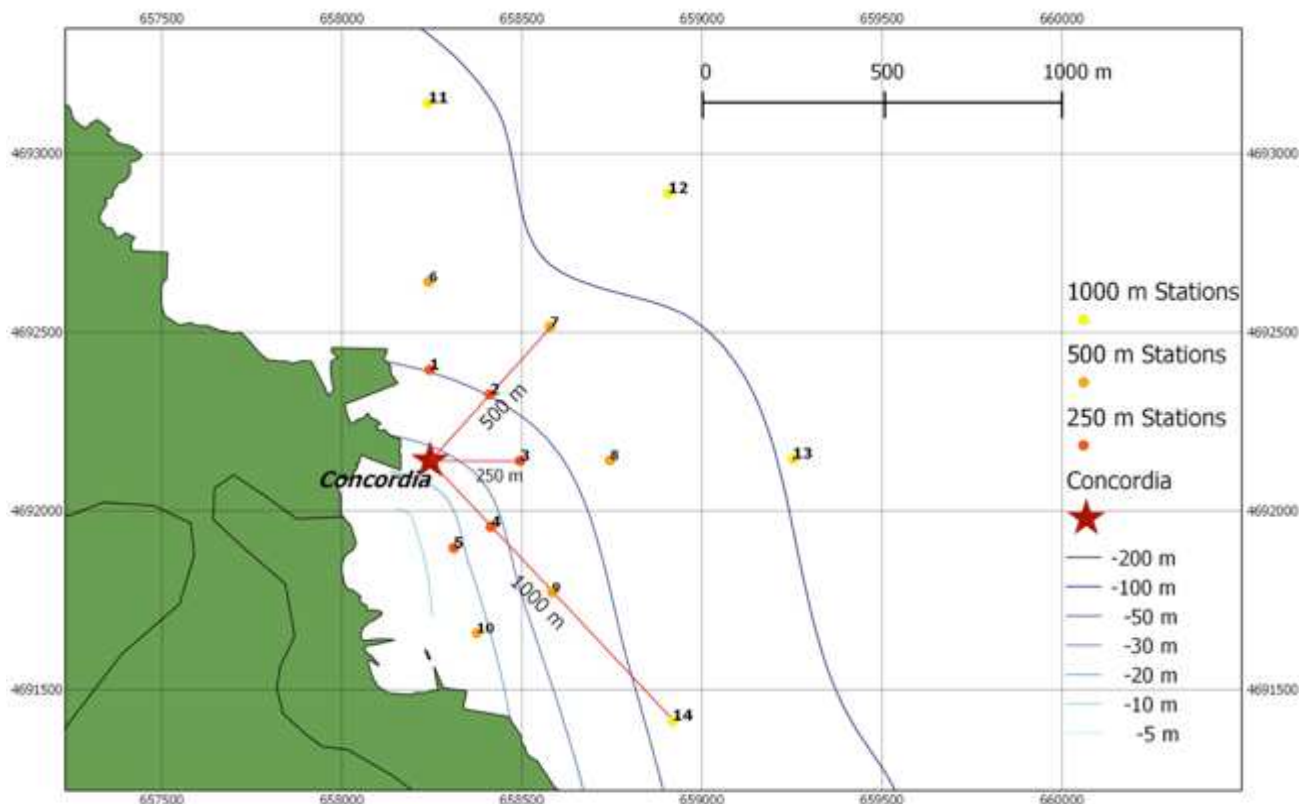 657500 658000 658500 659000 659500 660000
0 500 1000 m
11
4693000 4693000
12
6
1000 m Stations
7
4692500 4692500
500 m Stations
1
2
500 m
250 m Stations
3
8
13
250 m
Concordia
Concordia
4692000 4692000
4
5
-200 m
9
-100 m
1000 m
-50 m
10
-30 m
-20 m
4691500 4691500
-10 m
14
-5 m
657500 658000 658500 659000 659500 660000